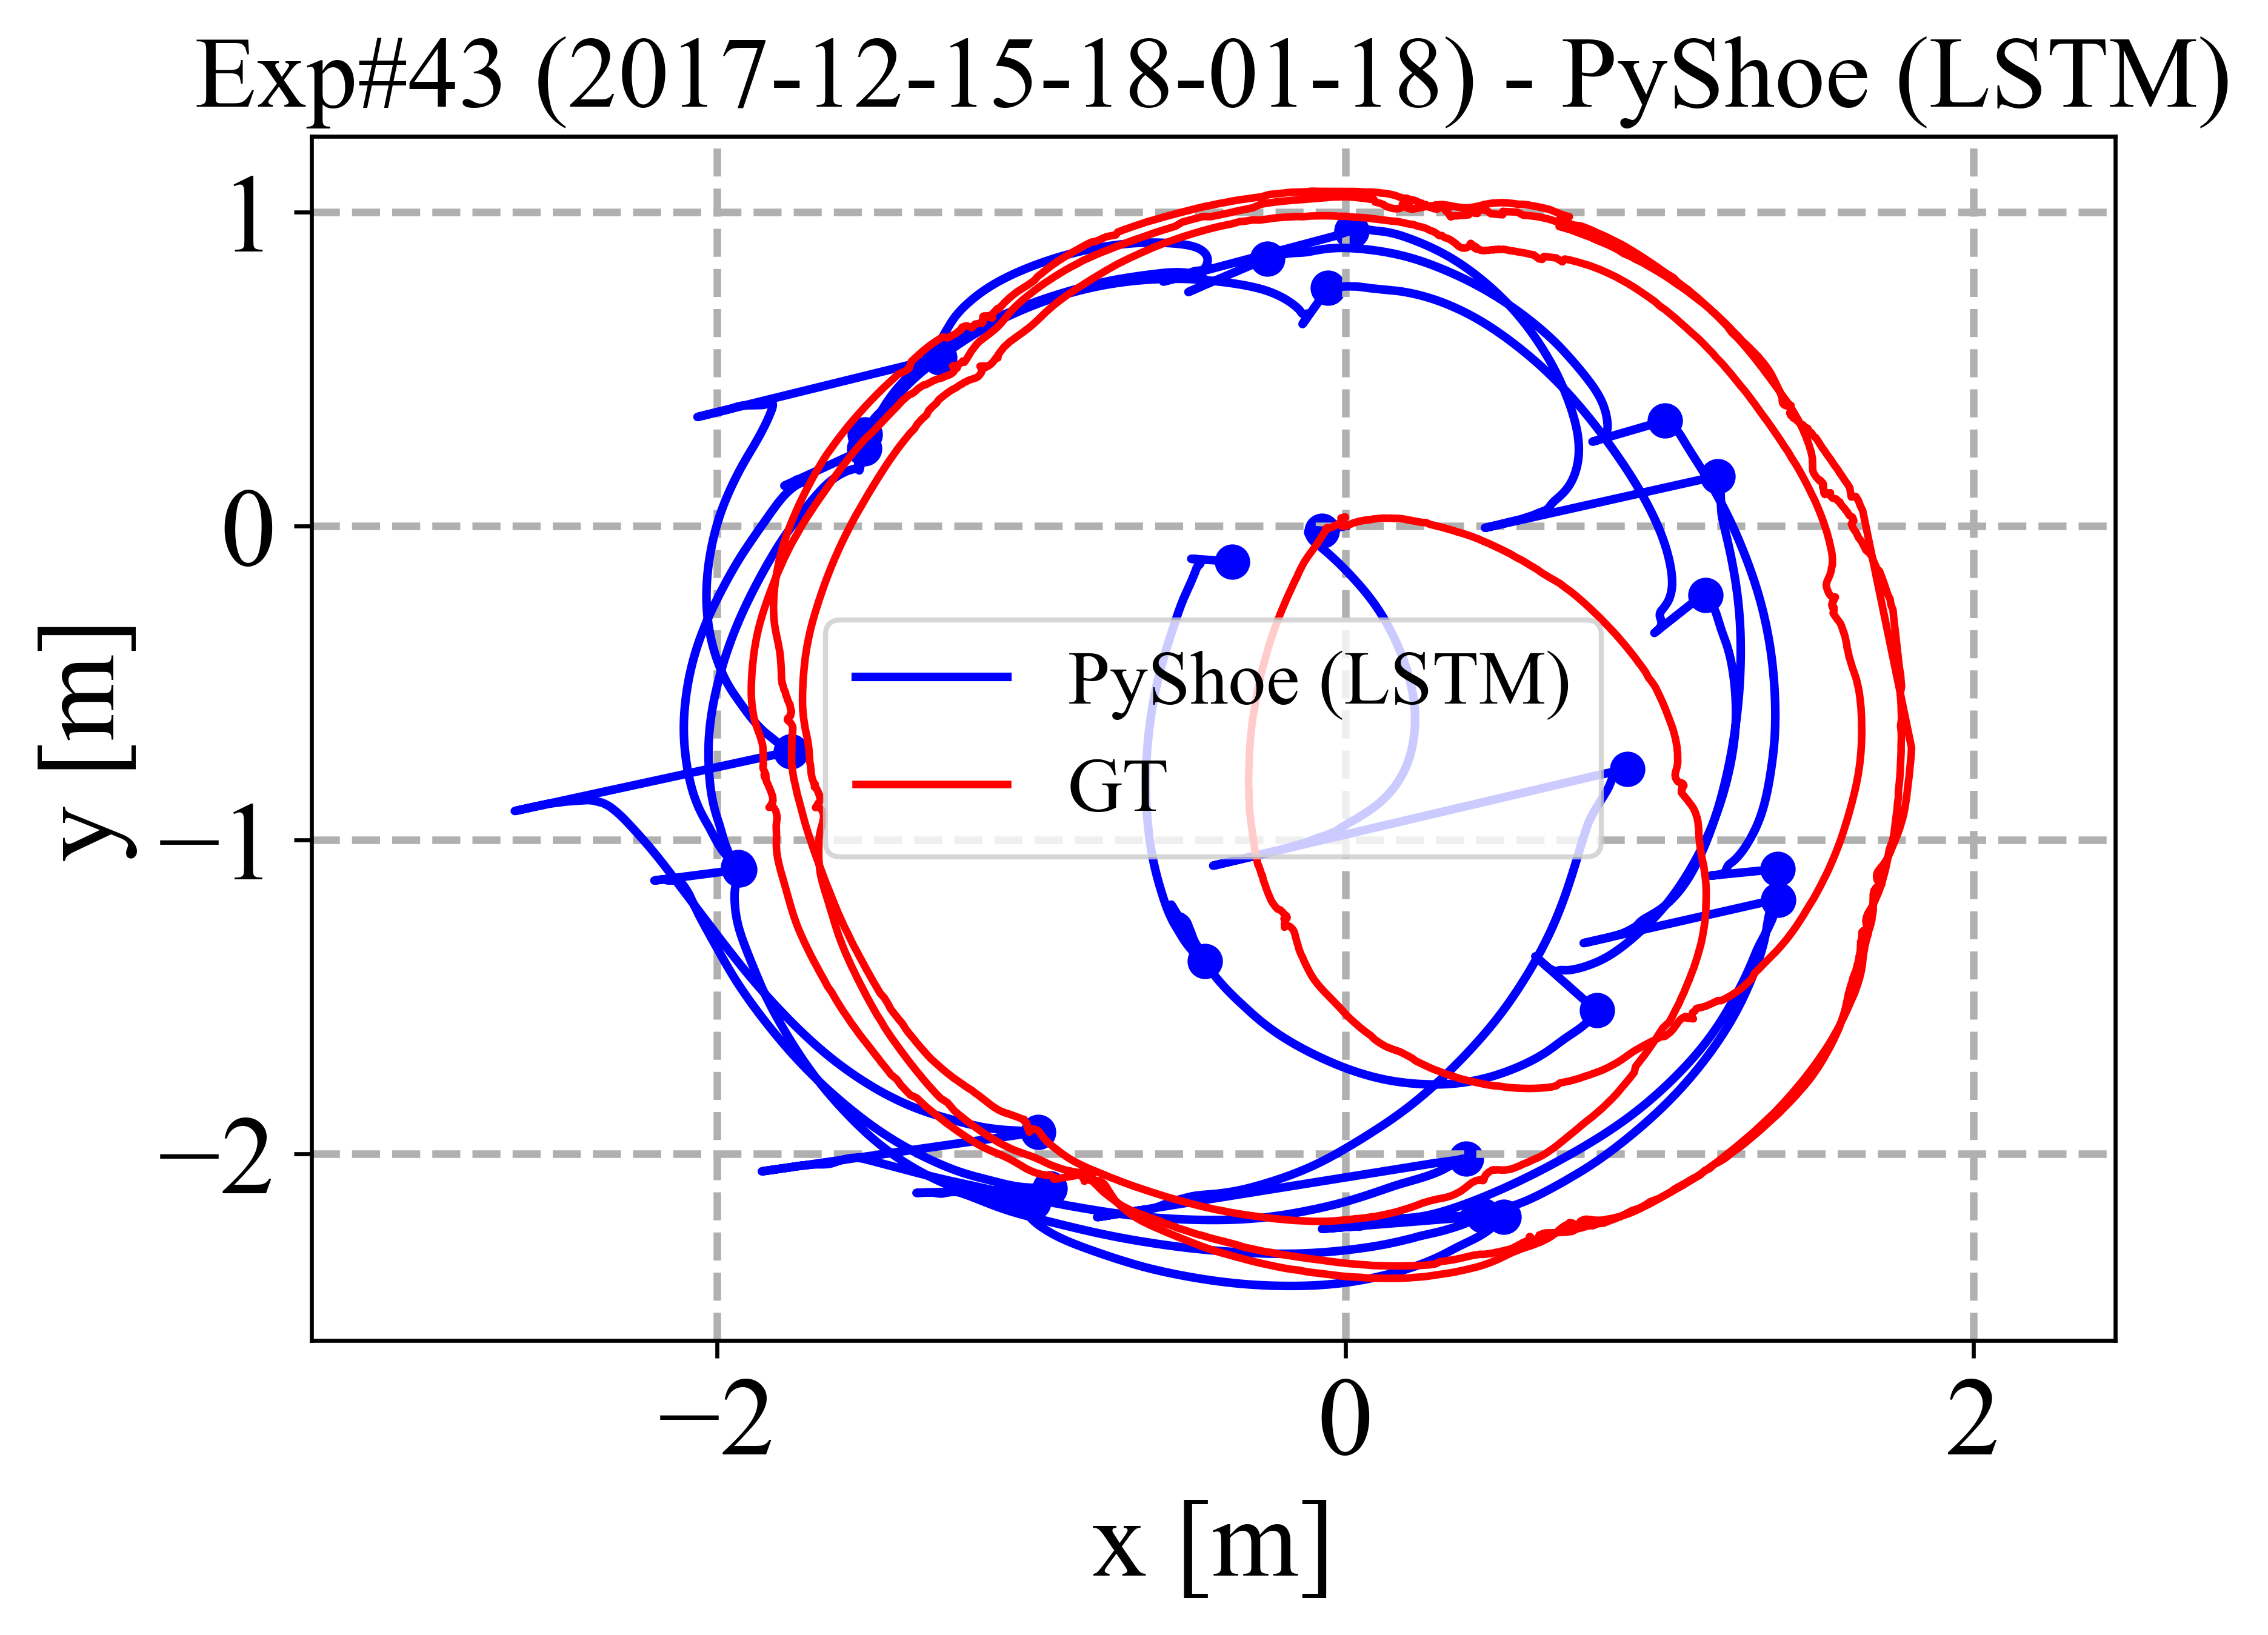 Exp#43 (2017-12-15-18-01-18) - PyShoe (LSTM)
1
0
−1
−2
y [m]
PyShoe (LSTM)
GT
−2
0
2
x [m]